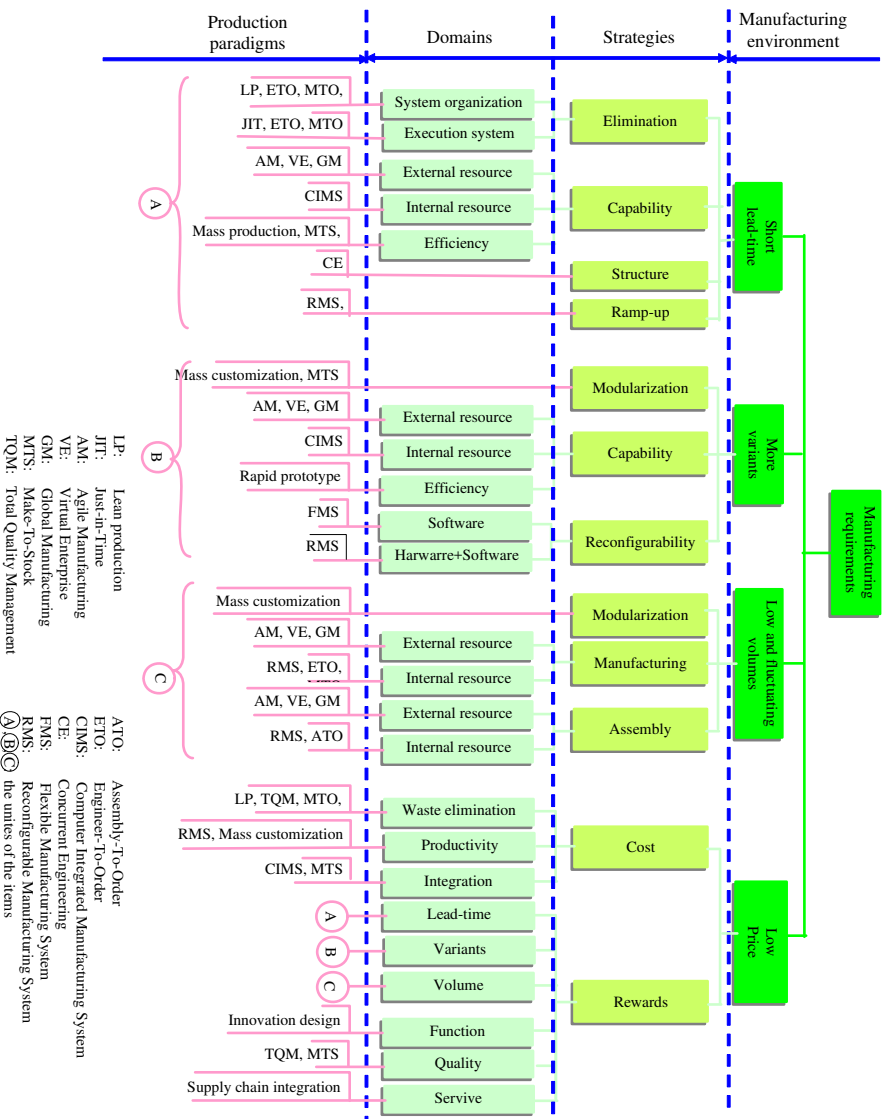 Production
paradigms
Domains
Strategies
Manufacturing
environment
LP, ETO, MTO,
JIT, ETO, MTO
AM, VE, GM
CIMS
Mass production, MTS,
CE
RMS,
A
System organization
Execution system
External resource
Internal resource
Efficiency
Elimination
Capability
Structure
Ramp-up
Short
lead-time
Mass customization, MTS
AM, VE, GM
CIMS
Rapid prototype
FMS
RMS
B
External resource
Internal resource
Efficiency
Software
Harwarre+Software
Modularization
Capability
Reconfigurability
More
variants
Manufacturing
requirements
Mass customization
AM, VE, GM
RMS, ETO,
AM, VE, GM
RMS, ATO
C
External resource
Internal resource
External resource
Internal resource
Modularization
Manufacturing
Assembly
Low and fluctuating
volumes
LP, TQM, MTO,
RMS, Mass customization
CIMS, MTS
A
B
C
Innovation design
TQM, MTS
Supply chain integration
Waste elimination
Productivity
Integration
Lead-time
Variants
Volume
Function
Quality
Servive
Cost
Rewards
Low
Price
LP: Lean production
JIT: Just-in-Time
AM: Agile Manufacturing
VE: Virtual Enterprise
GM: Global Manufacturing
MTS: Make-To-Stock
TQM: Total Quality Management
ATO: Assembly-To-Order
ETO: Engineer-To-Order
CIMS: Computer Integrated Manufacturing System
CE: Concurrent Engineering
FMS: Flexible Manufacturing System
RMS: Reconfigurable Manufacturing System
A B C the unites of the items